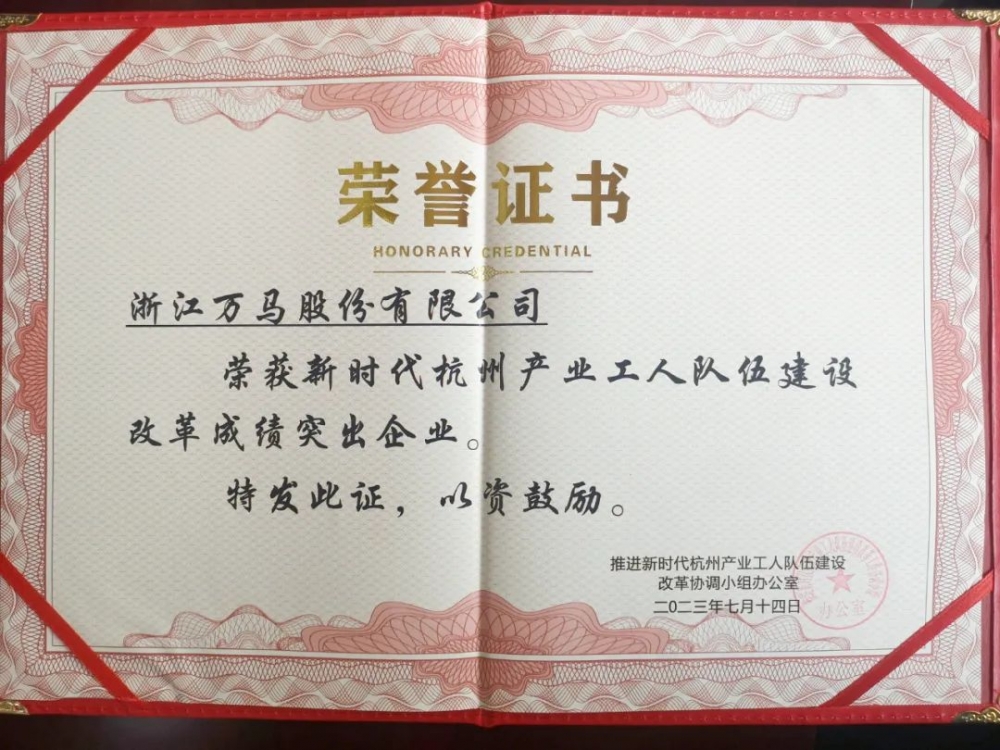 荣誉证书
HONORARY CREDENTIAL
浙江万马股份有限公司
荣获新时代杭州产业工人队伍建设
改革成绩突出企业。
特发此证，以资鼓励。
推进新时代杭州产业工人队伍建设
改革协调小组办公室
二〇二三年七月十四日
办公室